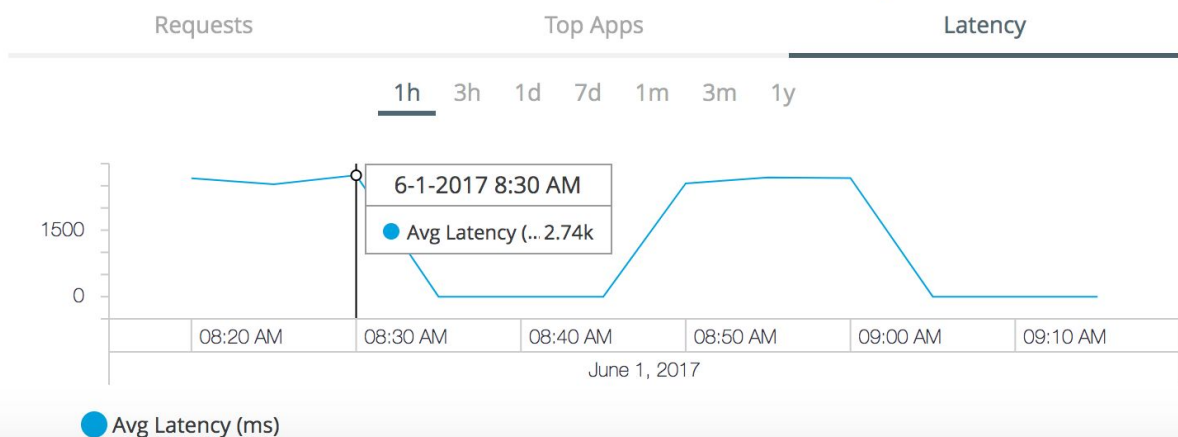 Requests Top Apps Latency
1h 3h 1d 7d 1m 3m 1y
6-1-2017 8:30 AM
Avg Latency (... 2.74k
1500
0
08:20 AM 08:30 AM 08:40 AM 08:50 AM 09:00 AM 09:10 AM
June 1, 2017
Avg Latency (ms)